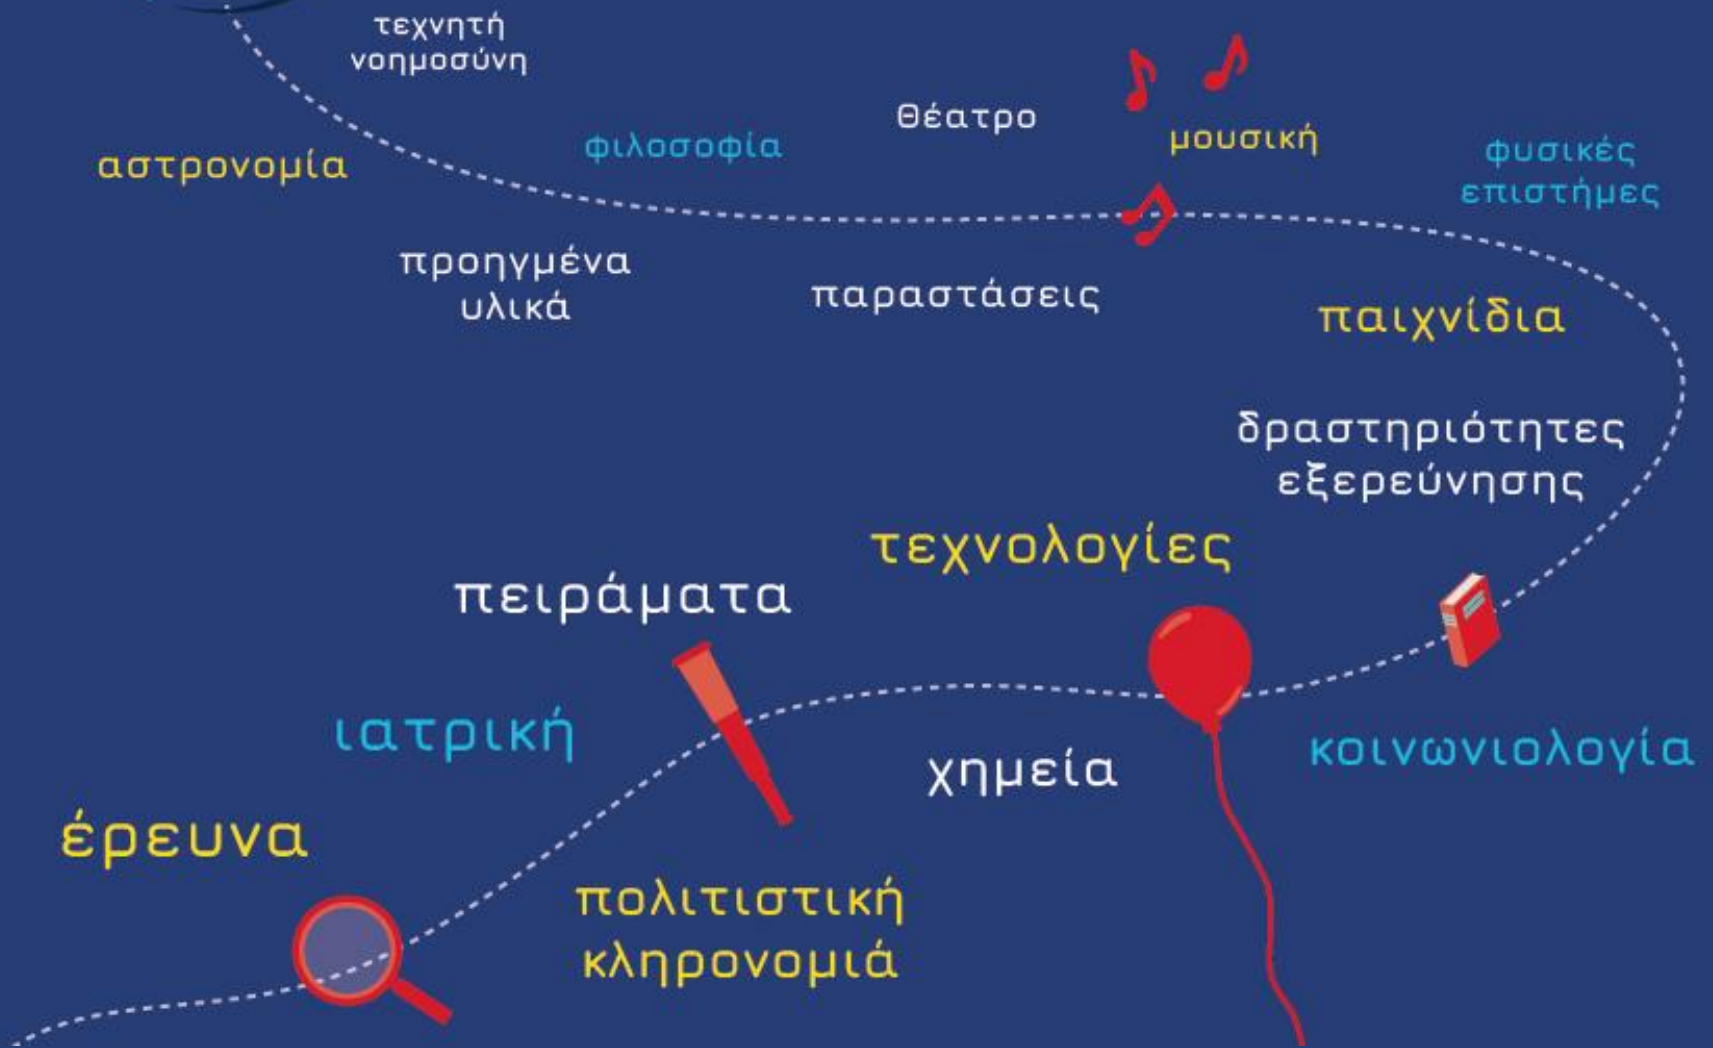 τεχνητή
νοημοσύνη
θέατρο
μουσική
φιλοσοφία
φυσικές
επιστήμες
αστρονομία
προηγμένα
υλικά
παραστάσεις
παιχνίδια
δραστηριότητες
εξερεύνησης
τεχνολογίες
πειράματα
ιατρική
χημεία
κοινωνιολογία
έρευνα
πολιτιστική
κληρονομιά